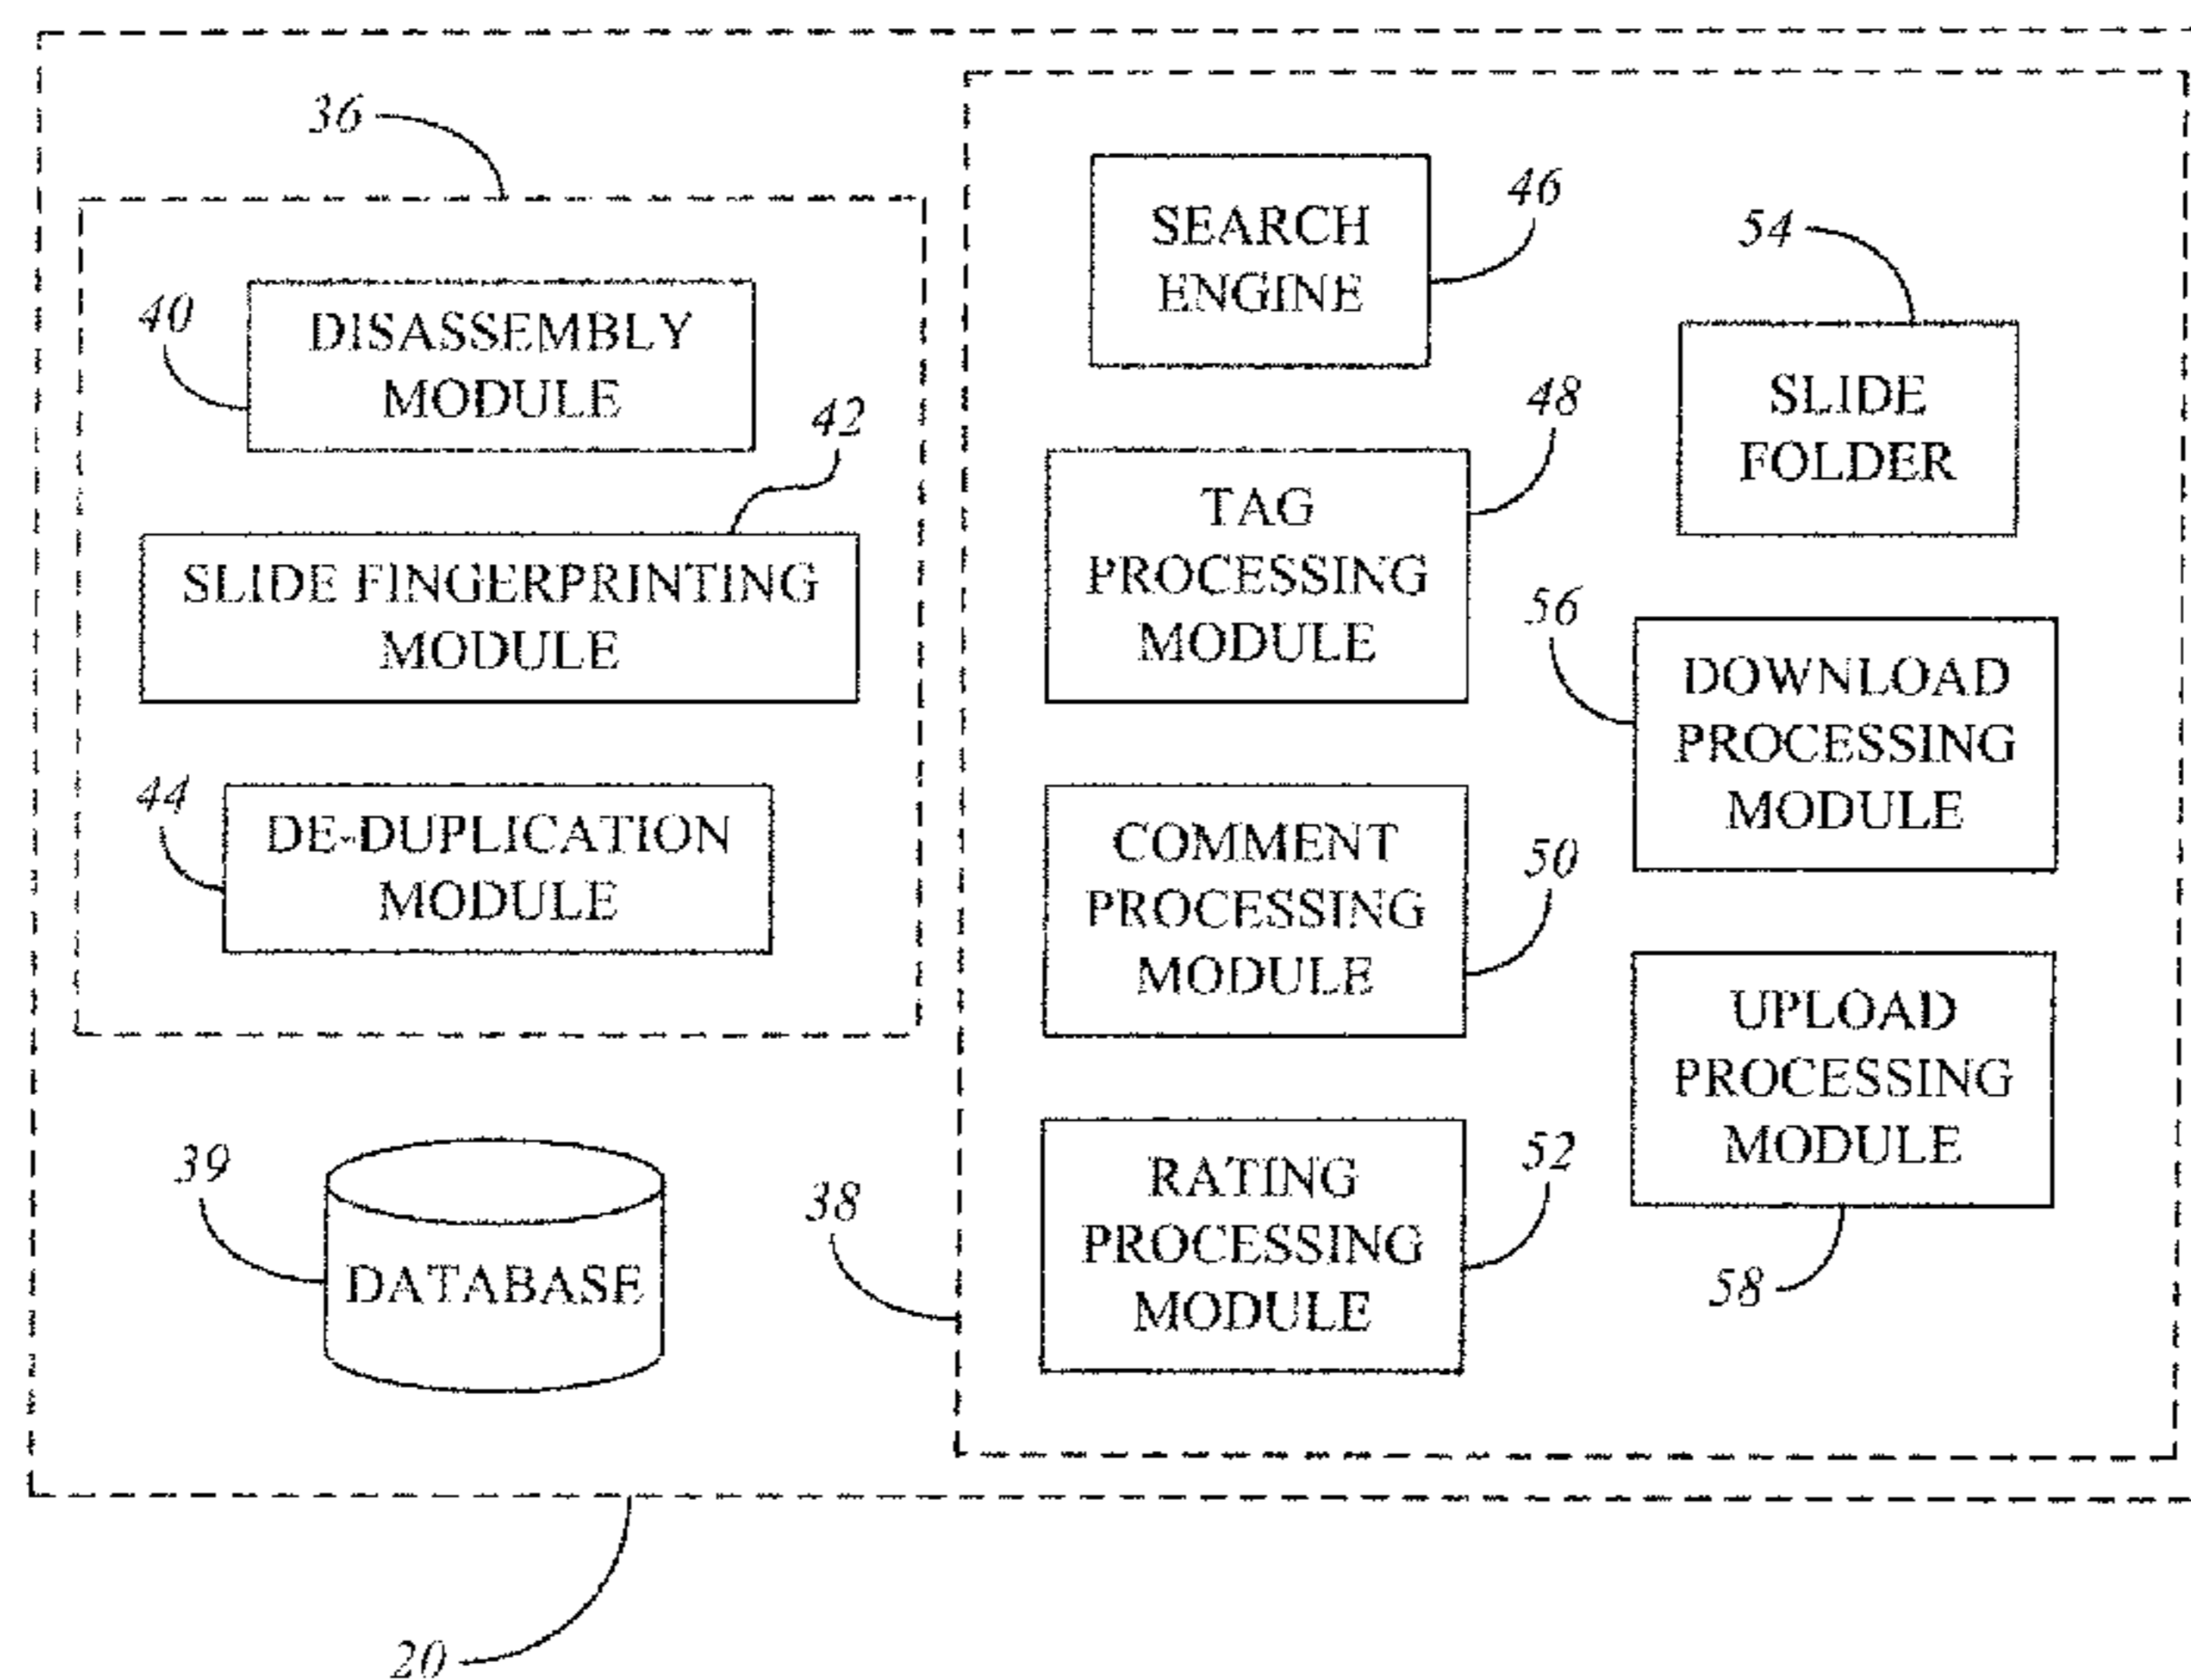 36
40
DISASSEMBLY
MODULE
42
SLIDE FINGERPRINTING
MODULE
44
DE-DUPLICATION
MODULE
39
DATABASE
38
SEARCH
ENGINE
46
TAG
PROCESSING
MODULE
48
COMMENT
PROCESSING
MODULE
50
RATING
PROCESSING
MODULE
52
54
SLIDE
FOLDER
56
DOWNLOAD
PROCESSING
MODULE
UPLOAD
PROCESSING
MODULE
58
20